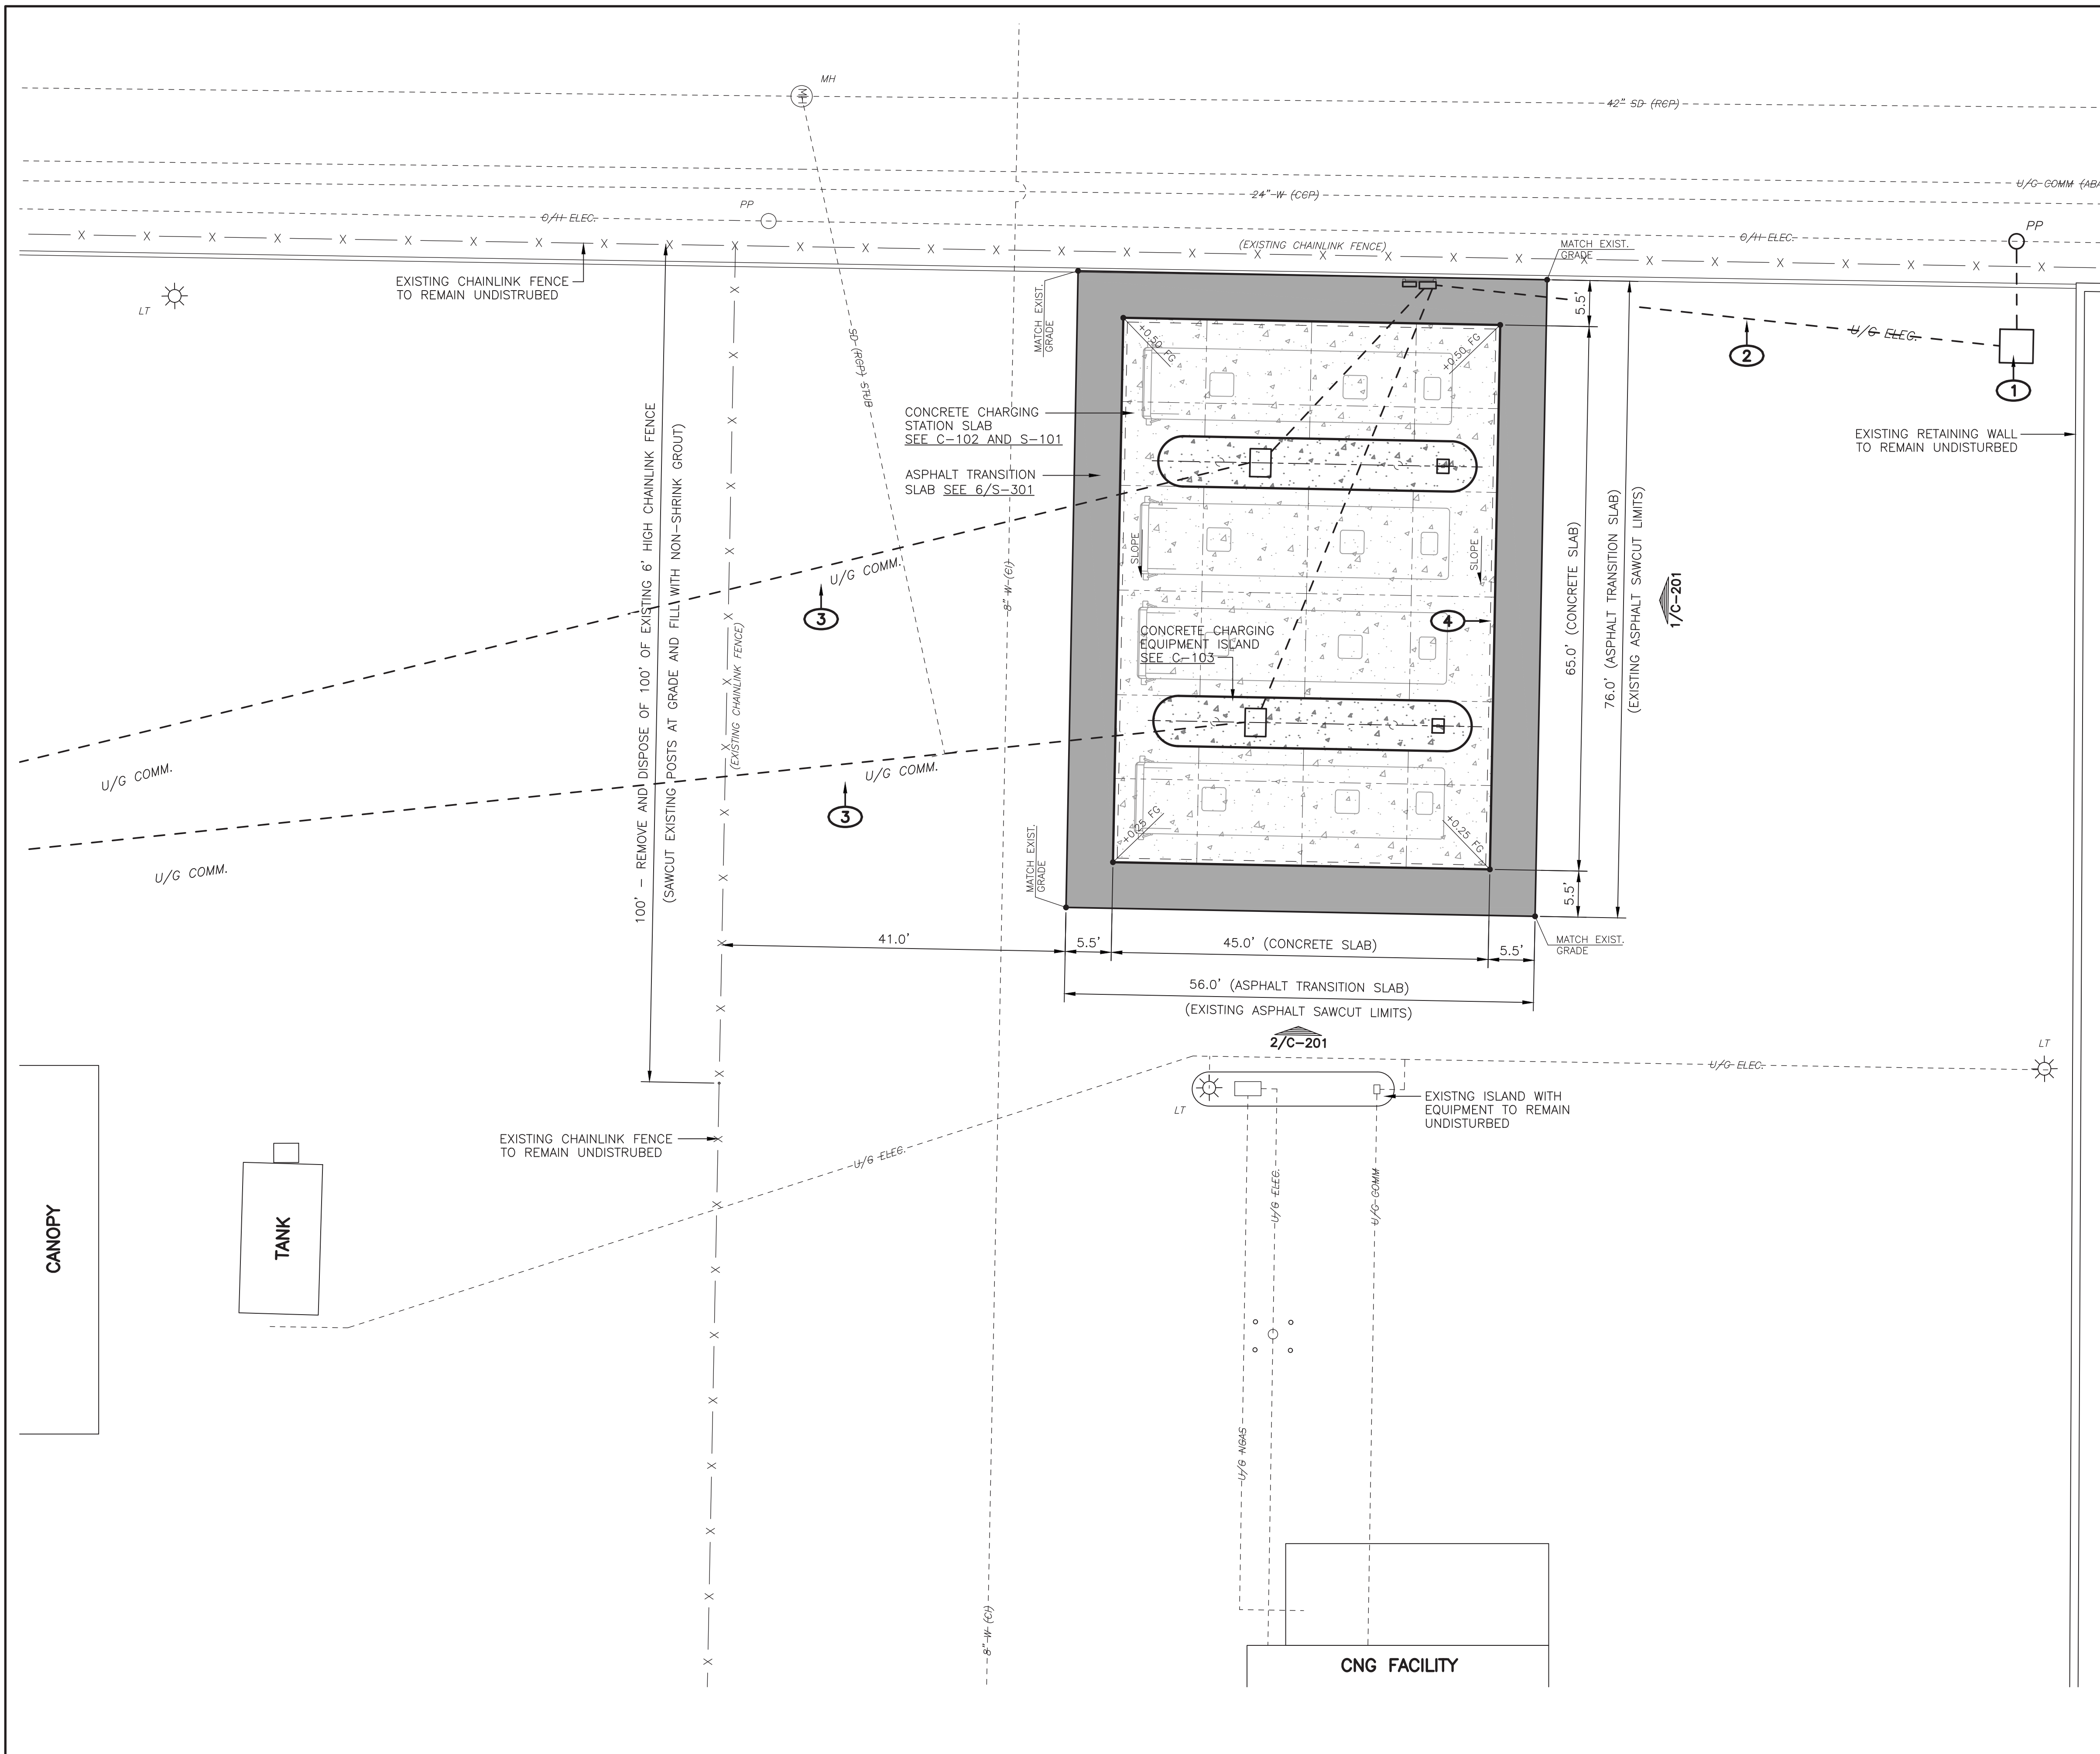 MH
MH
42" SD (RCP)
24" W (CCP)
PP
O/H ELEC.
O/H ELEC.
PP
(EXISTING CHAINLINK FENCE)
MATCH EXIST.
GRADE
EXISTING CHAINLINK FENCE
TO REMAIN UNDISTRUBED
LT
MATCH EXIST.
GRADE
5.5'
+0.50 FG
+0.50 FG
U/G ELEC.
2
1
SD (RCP) STUB
CONCRETE CHARGING
STATION SLAB
SEE C-102 AND S-101
ASPHALT TRANSITION
SLAB SEE 6/S-301
EXISTING RETAINING WALL
TO REMAIN UNDISTURBED
100' - REMOVE AND DISPOSE OF 100' OF EXISTING 6' HIGH CHAINLINK FENCE
(SAWCUT EXISTING POSTS AT GRADE AND FILL WITH NON-SHRINK GROUT)
(EXISTING CHAINLINK FENCE)
U/G COMM.
3
8" W (CI)
SLOPE
SLOPE
4
65.0' (CONCRETE SLAB)
76.0' (ASPHALT TRANSITION SLAB)
(EXISTING ASPHALT SAWCUT LIMITS)
1/C-201
CONCRETE CHARGING
EQUIPMENT ISLAND
SEE C-103
U/G COMM.
U/G COMM.
3
U/G COMM.
+0.25 FG
+0.25 FG
MATCH EXIST.
GRADE
5.5'
41.0'
5.5'
45.0' (CONCRETE SLAB)
5.5'
MATCH EXIST.
GRADE
56.0' (ASPHALT TRANSITION SLAB)
(EXISTING ASPHALT SAWCUT LIMITS)
2/C-201
LT
U/G ELEC.
LT
EXISTNG ISLAND WITH
EQUIPMENT TO REMAIN
UNDISTURBED
EXISTING CHAINLINK FENCE
TO REMAIN UNDISTRUBED
U/G ELEC.
U/G ELEC.
U/G COMM
CANOPY
TANK
U/G NGAS
8" W (CI)
CNG FACILITY